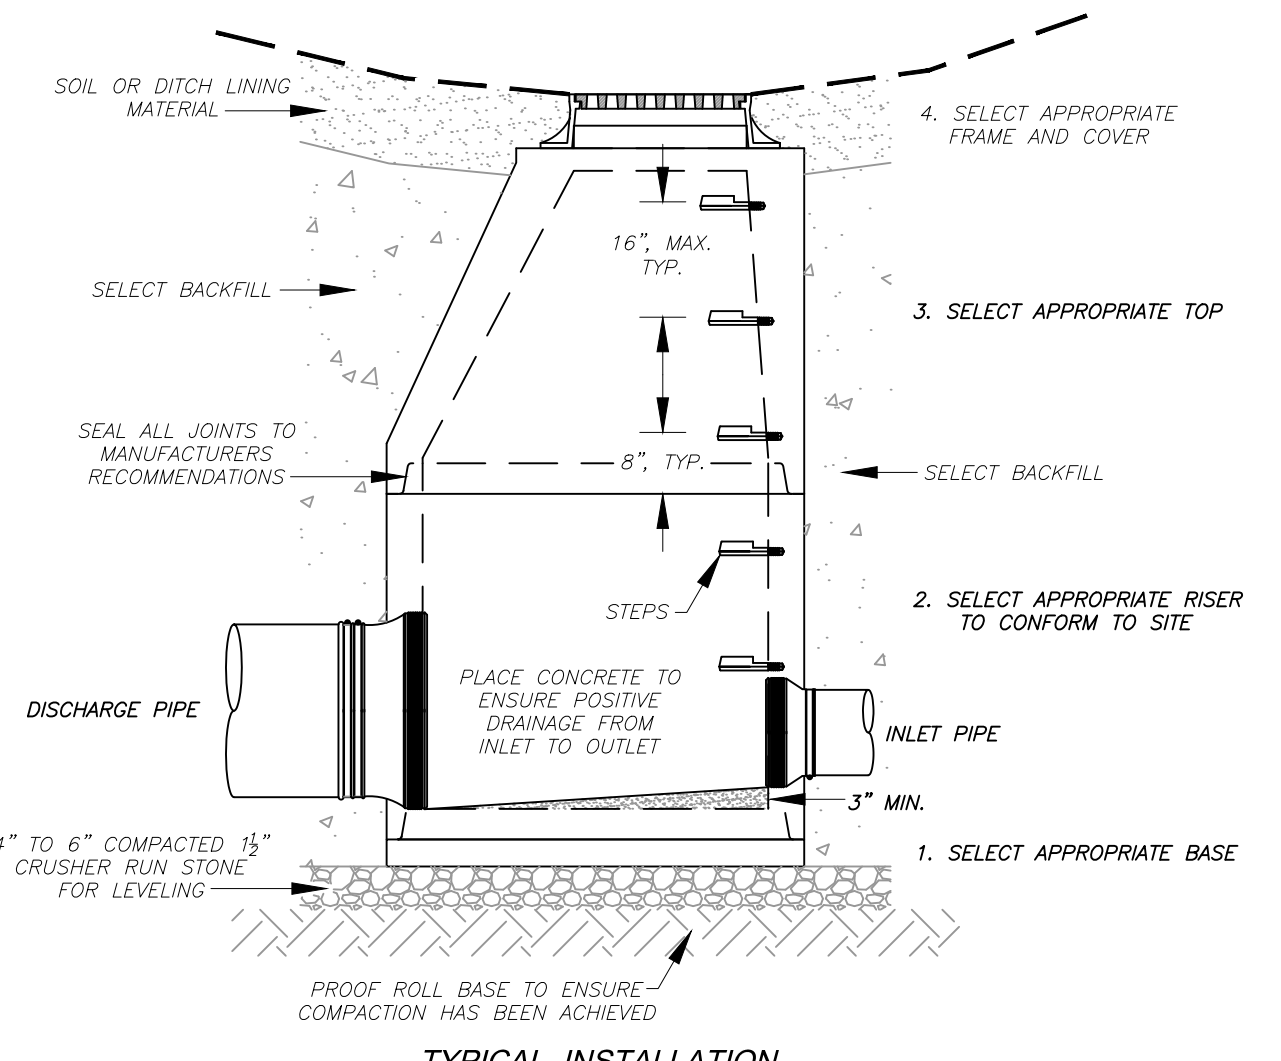 SOIL OR DITCH LINING
MATERIAL
4. SELECT APPROPRIATE
FRAME AND COVER
16", MAX.
TYP.
SELECT BACKFILL
3. SELECT APPROPRIATE TOP
SEAL ALL JOINTS TO
MANUFACTURERS
RECOMMENDATIONS
8", TYP.
SELECT BACKFILL
STEPS
2. SELECT APPROPRIATE RISER
TO CONFORM TO SITE
PLACE CONCRETE TO
ENSURE POSITIVE
DRAINAGE FROM
INLET TO OUTLET
DISCHARGE PIPE
INLET PIPE
3" MIN.
4" TO 6" COMPACTED 1½"
CRUSHER RUN STONE
FOR LEVELING
1. SELECT APPROPRIATE BASE
PROOF ROLL BASE TO ENSURE
COMPACTION HAS BEEN ACHIEVED
TYPICAL INSTALLATION